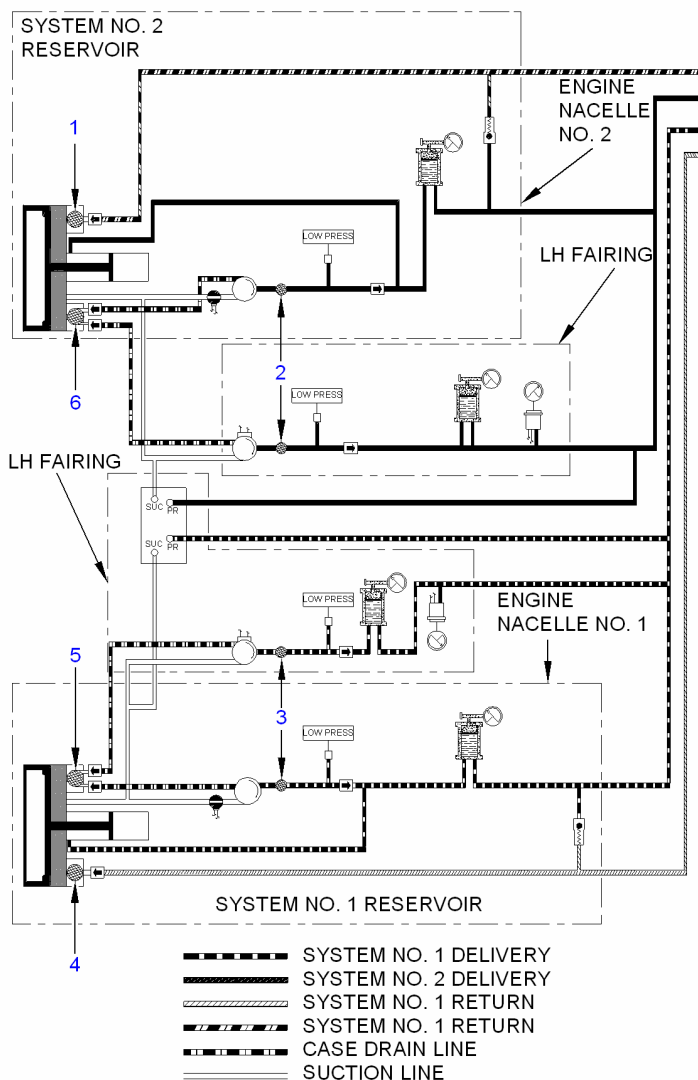 SYSTEM NO. 2
RESERVOIR
ENGINE
NACELLE
NO. 2
1
LOW PRESS
LH FAIRING
2
6
LOW PRESS
LH FAIRING
SUC
PR
SUC
PR
LOW PRESS
ENGINE
NACELLE NO. 1
5
3
LOW PRESS
SYSTEM NO. 1 RESERVOIR
4
SYSTEM NO. 1 DELIVERY
SYSTEM NO. 2 DELIVERY
SYSTEM NO. 1 RETURN
SYSTEM NO. 1 RETURN
CASE DRAIN LINE
SUCTION LINE